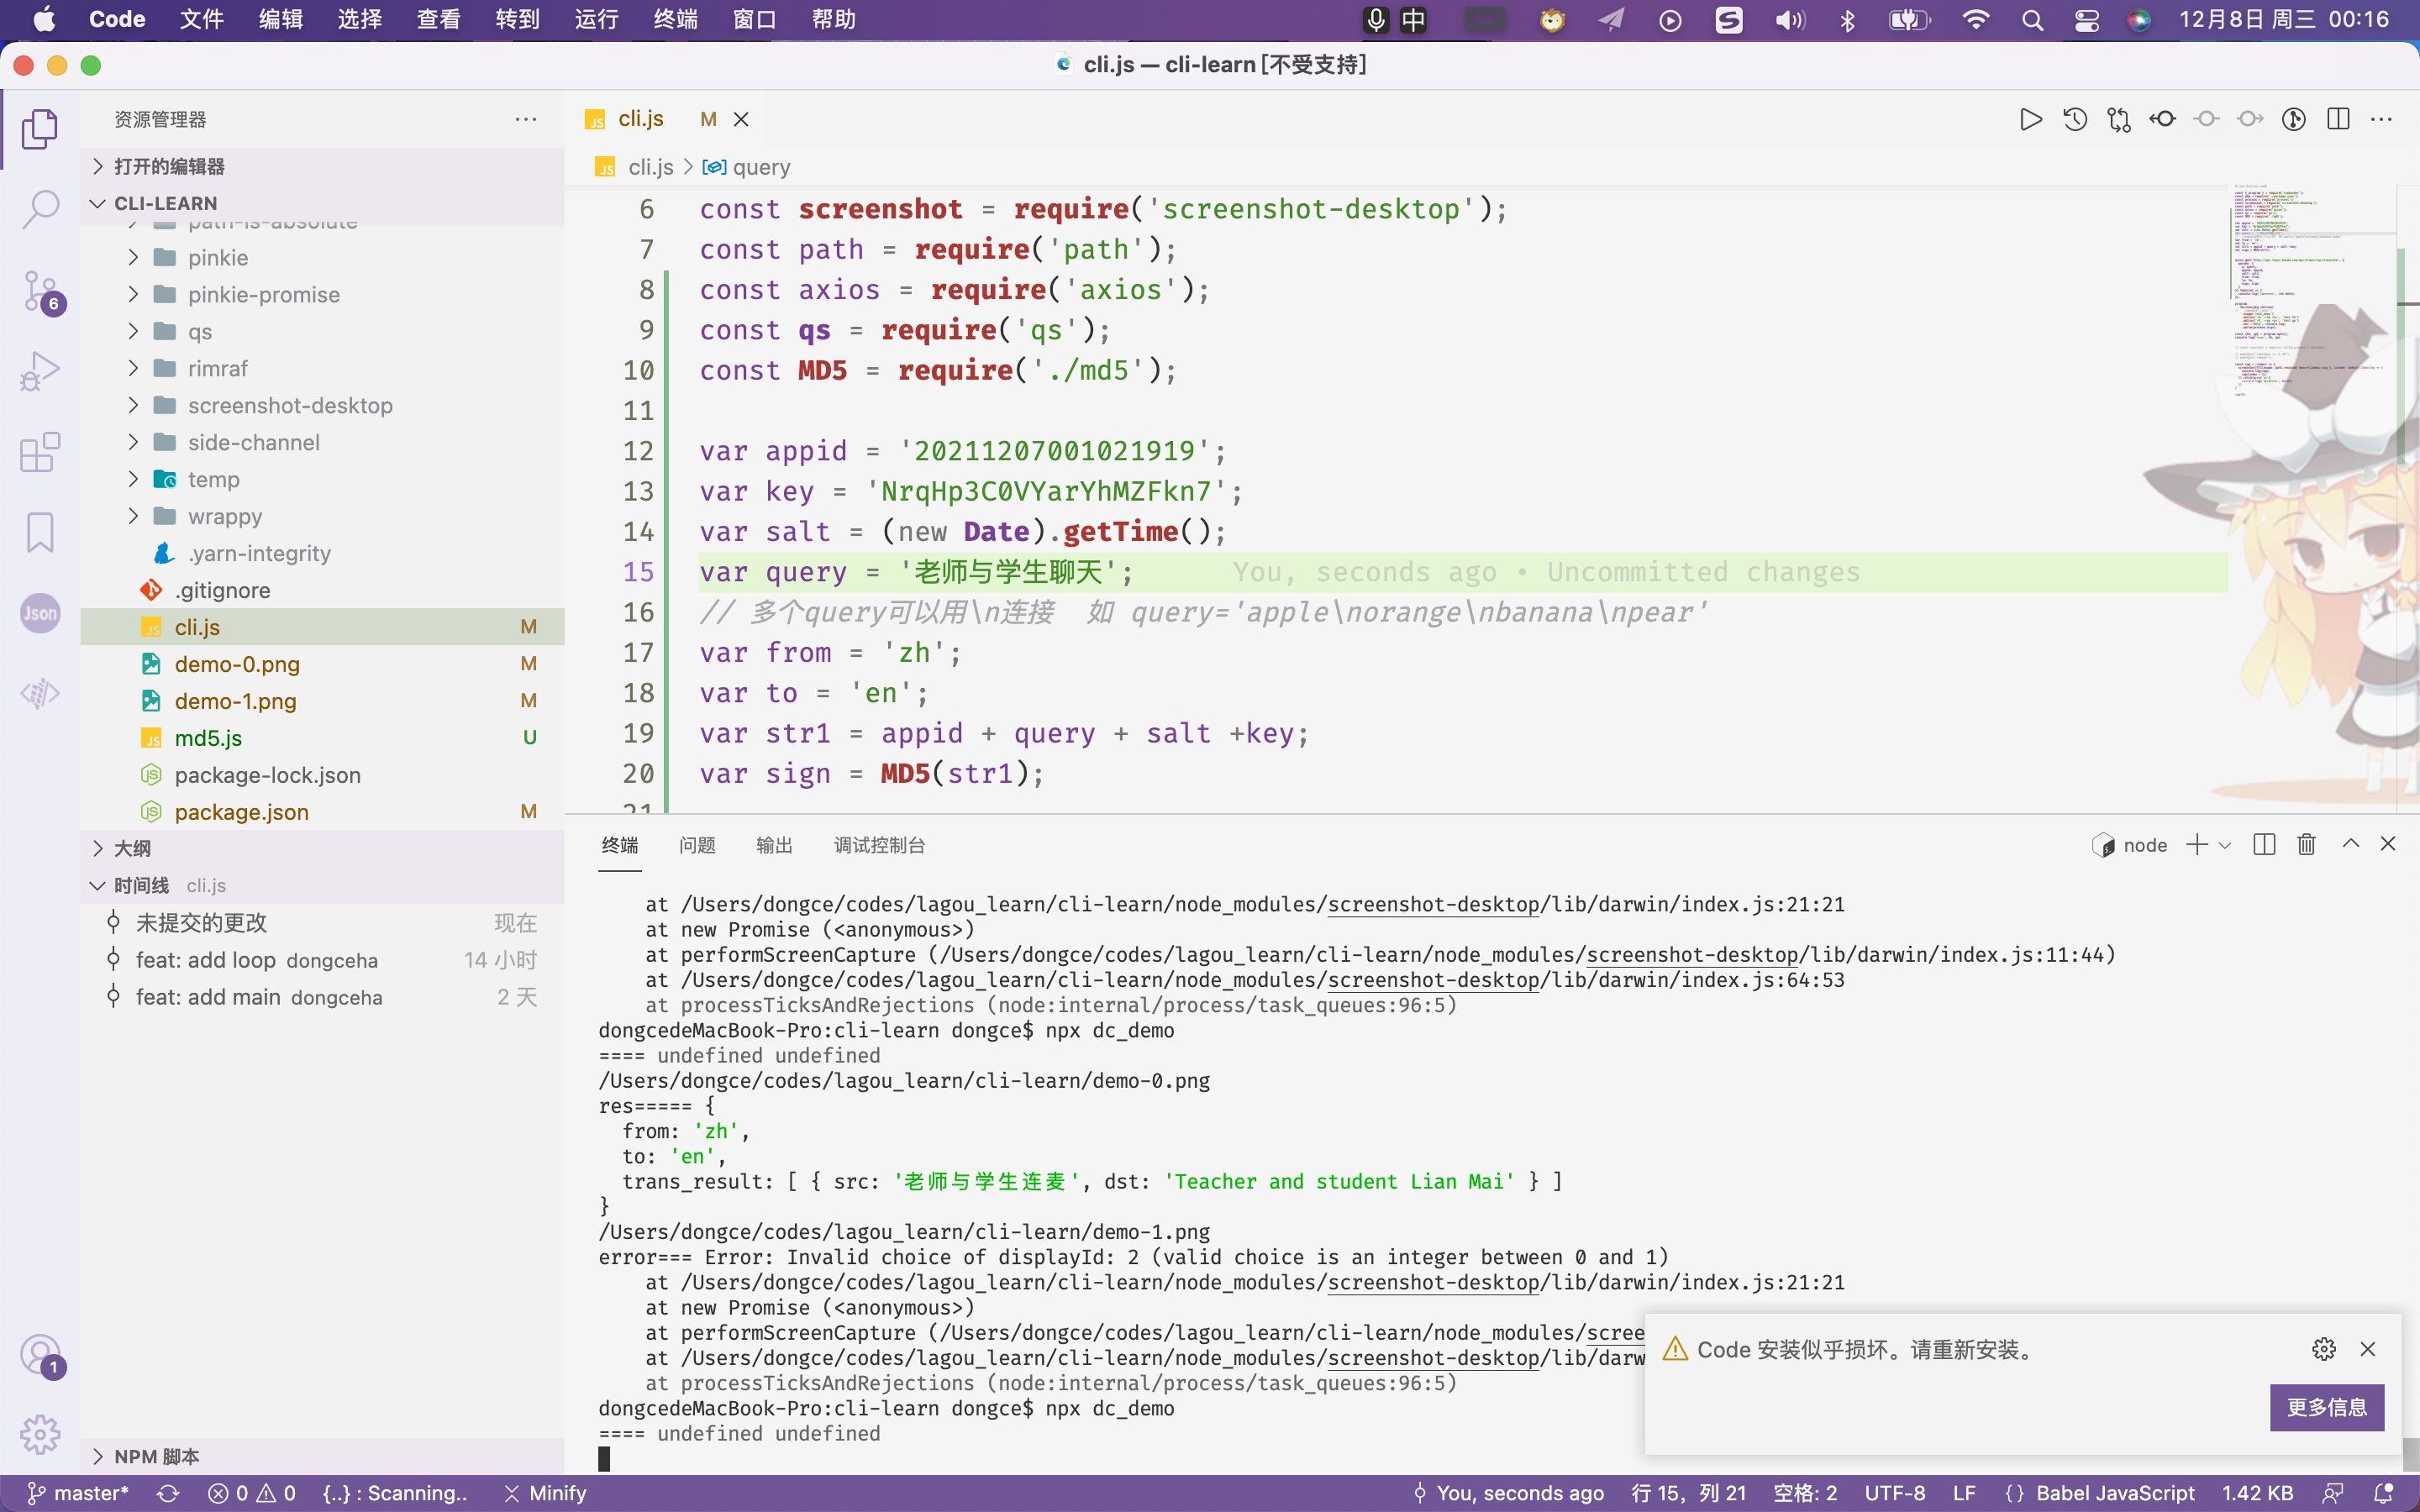 Code 文件 编辑 选择 查看 转到 运行 终端 窗口 帮助 中 12月8日 周三 00:16
cli.js — cli-learn [不受支持]
资源管理器
打开的编辑器
CLI-LEARN
path-is-absolute
pinkie
pinkie-promise
qs
rimraf
screenshot-desktop
side-channel
temp
wrappy
.yarn-integrity
.gitignore
cli.js M
demo-0.png M
demo-1.png M
md5.js U
package-lock.json
package.json M
大纲
时间线 cli.js
未提交的更改 现在
feat: add loop dongceha 14 小时
feat: add main dongceha 2 天
NPM 脚本
6
Json
1
cli.js M
cli.js > query
6 const screenshot = require('screenshot-desktop');
7 const path = require('path');
8 const axios = require('axios');
9 const qs = require('qs');
10 const MD5 = require('./md5');
11
12 var appid = '20211207001021919';
13 var key = 'NrqHp3C0VYarYhMZFkn7';
14 var salt = (new Date).getTime();
15 var query = '老师与学生聊天'; You, seconds ago • Uncommitted changes
16 // 多个query可以用\n连接  如 query='apple\norange\nbanana\npear'
17 var from = 'zh';
18 var to = 'en';
19 var str1 = appid + query + salt +key;
20 var sign = MD5(str1);
21
终端 问题 输出 调试控制台 node
at /Users/dongce/codes/lagou_learn/cli-learn/node_modules/screenshot-desktop/lib/darwin/index.js:21:21
at new Promise (<anonymous>)
at performScreenCapture (/Users/dongce/codes/lagou_learn/cli-learn/node_modules/screenshot-desktop/lib/darwin/index.js:11:44)
at /Users/dongce/codes/lagou_learn/cli-learn/node_modules/screenshot-desktop/lib/darwin/index.js:64:53
at processTicksAndRejections (node:internal/process/task_queues:96:5)
dongcedeMacBook-Pro:cli-learn dongce$ npx dc_demo
==== undefined undefined
/Users/dongce/codes/lagou_learn/cli-learn/demo-0.png
res===== {
from: 'zh',
to: 'en',
trans_result: [ { src: '老师与学生连麦', dst: 'Teacher and student Lian Mai' } ]
}
/Users/dongce/codes/lagou_learn/cli-learn/demo-1.png
error=== Error: Invalid choice of displayId: 2 (valid choice is an integer between 0 and 1)
at /Users/dongce/codes/lagou_learn/cli-learn/node_modules/screenshot-desktop/lib/darwin/index.js:21:21
at new Promise (<anonymous>)
at performScreenCapture (/Users/dongce/codes/lagou_learn/cli-learn/node_modules/scree
at /Users/dongce/codes/lagou_learn/cli-learn/node_modules/screenshot-desktop/lib/darw
at processTicksAndRejections (node:internal/process/task_queues:96:5)
dongcedeMacBook-Pro:cli-learn dongce$ npx dc_demo
==== undefined undefined
Code 安装似乎损坏。请重新安装。
更多信息
master* 0 0 {..} : Scanning.. Minify You, seconds ago 行 15，列 21 空格: 2 UTF-8 LF {} Babel JavaScript 1.42 KB